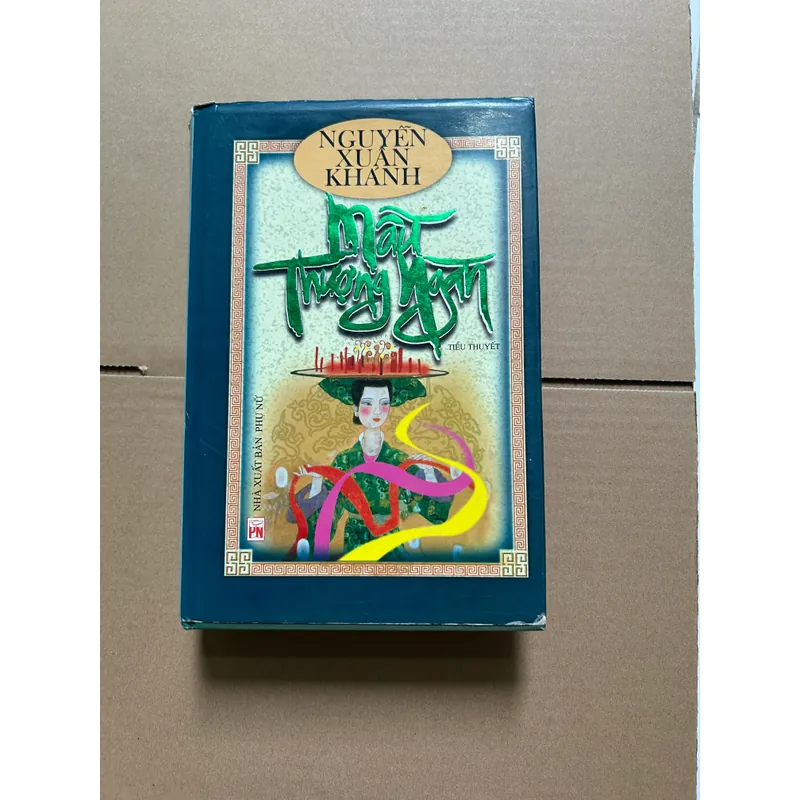 NGUYỄN
XUÂN
KHÁNH
Mẫu
Thượng Ngàn
TIỂU THUYẾT
NHÀ XUẤT BẢN PHỤ NỮ
PN